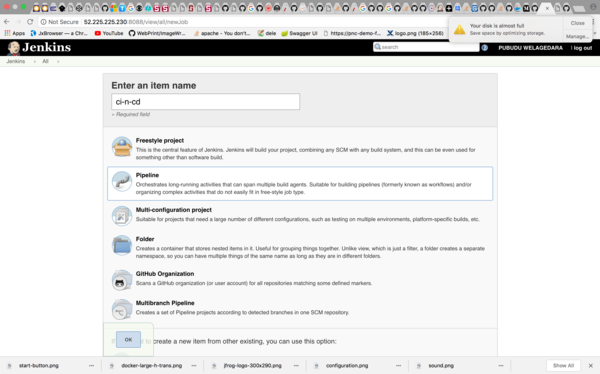 Not Secure 52.225.225.230:8088/view/all/newJob
Your disk is almost full
Save space by optimizing storage.
Close
Manage...
JxBrowser — a Ch
YouTube
WebPrint/ImageWr
apache - You don't
dele
Swagger UI
https://pnc-demo-f
logo.png (185×256)
Jenkins
search
PUBUDU WELAGEDARA
| log out
Jenkins
All
Enter an item name
ci-n-cd
» Required field
Freestyle project
This is the central feature of Jenkins. Jenkins will build your project, combining any SCM with any build system, and this can be even used for
something other than software build.
Pipeline
Orchestrates long-running activities that can span multiple build agents. Suitable for building pipelines (formerly known as workflows) and/or
organizing complex activities that do not easily fit in free-style job type.
Multi-configuration project
Suitable for projects that need a large number of different configurations, such as testing on multiple environments, platform-specific builds, etc.
Folder
Creates a container that stores nested items in it. Useful for grouping things together. Unlike view, which is just a filter, a folder creates a separate
namespace, so you can have multiple things of the same name as long as they are in different folders.
GitHub Organization
Scans a GitHub organization (or user account) for all repositories matching some defined markers.
Multibranch Pipeline
Creates a set of Pipeline projects according to detected branches in one SCM repository.
to create a new item from other existing, you can use this option:
OK
start-button.png
docker-large-h-trans.png
jfrog-logo-300x290.png
configuration.png
sound.png
Show All